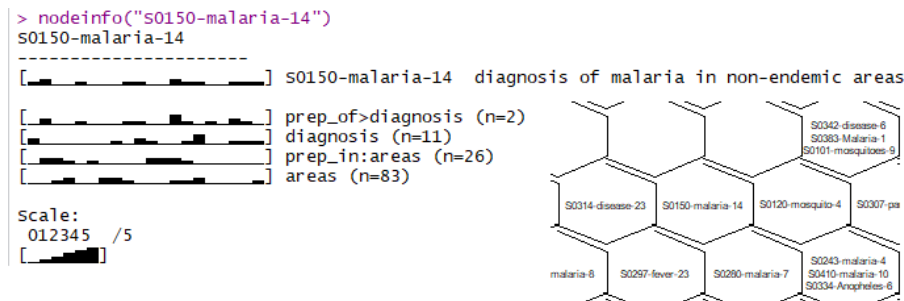 > nodeinfo("S0150-malaria-14")
S0150-malaria-14
----------------------
[ ] S0150-malaria-14  diagnosis of malaria in non-endemic areas
[ ] prep_of>diagnosis (n=2)
[ ] diagnosis (n=11)
[ ] prep_in:areas (n=26)
[ ] areas (n=83)
Scale:
012345  /5
[ ]
S0342-disease-6
S0383-Malaria-1
S0101-mosquitoes-9
S0314-disease-23
S0150-malaria-14
S0120-mosquito-4
S0307-pa
malaria-8
S0297-fever-23
S0280-malaria-7
S0243-malaria-4
S0410-malaria-10
S0334-Anopheles-6